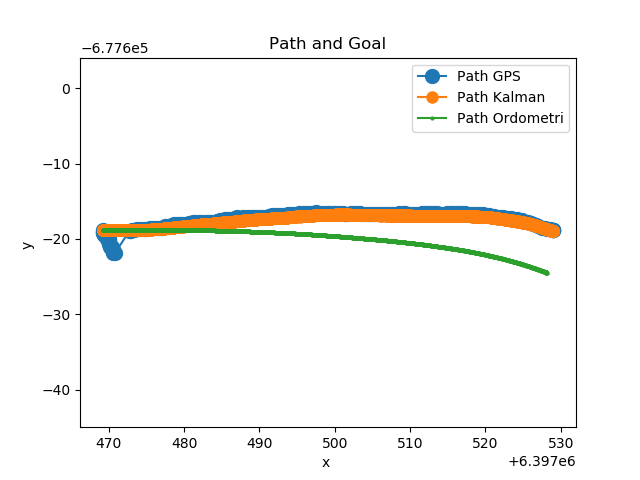 Path and Goal
−6.776e5
Path GPS
Path Kalman
Path Ordometri
0
−10
−20
−30
−40
y
470 480 490 500 510 520 530
x
+6.397e6